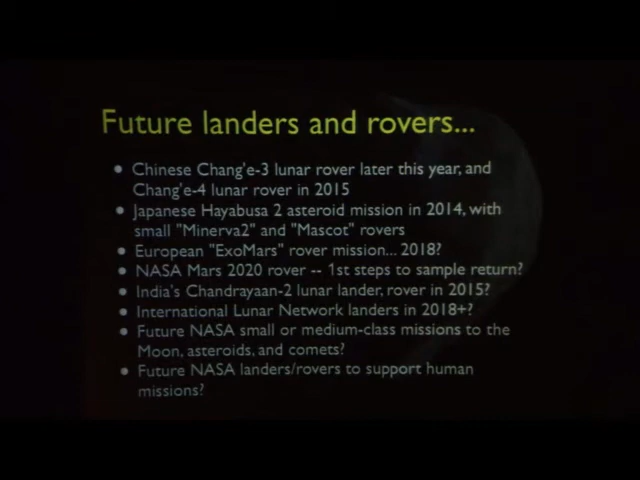 Future landers and rovers...
• Chinese Chang'e-3 lunar rover later this year, and
Chang'e-4 lunar rover in 2015
• Japanese Hayabusa 2 asteroid mission in 2014, with
small "Minerva2" and "Mascot" rovers
• European "ExoMars" rover mission... 2018?
• NASA Mars 2020 rover -- 1st steps to sample return?
• India's Chandrayaan-2 lunar lander, rover in 2015?
• International Lunar Network landers in 2018+?
• Future NASA small or medium-class missions to the
Moon, asteroids, and comets?
• Future NASA landers/rovers to support human
missions?